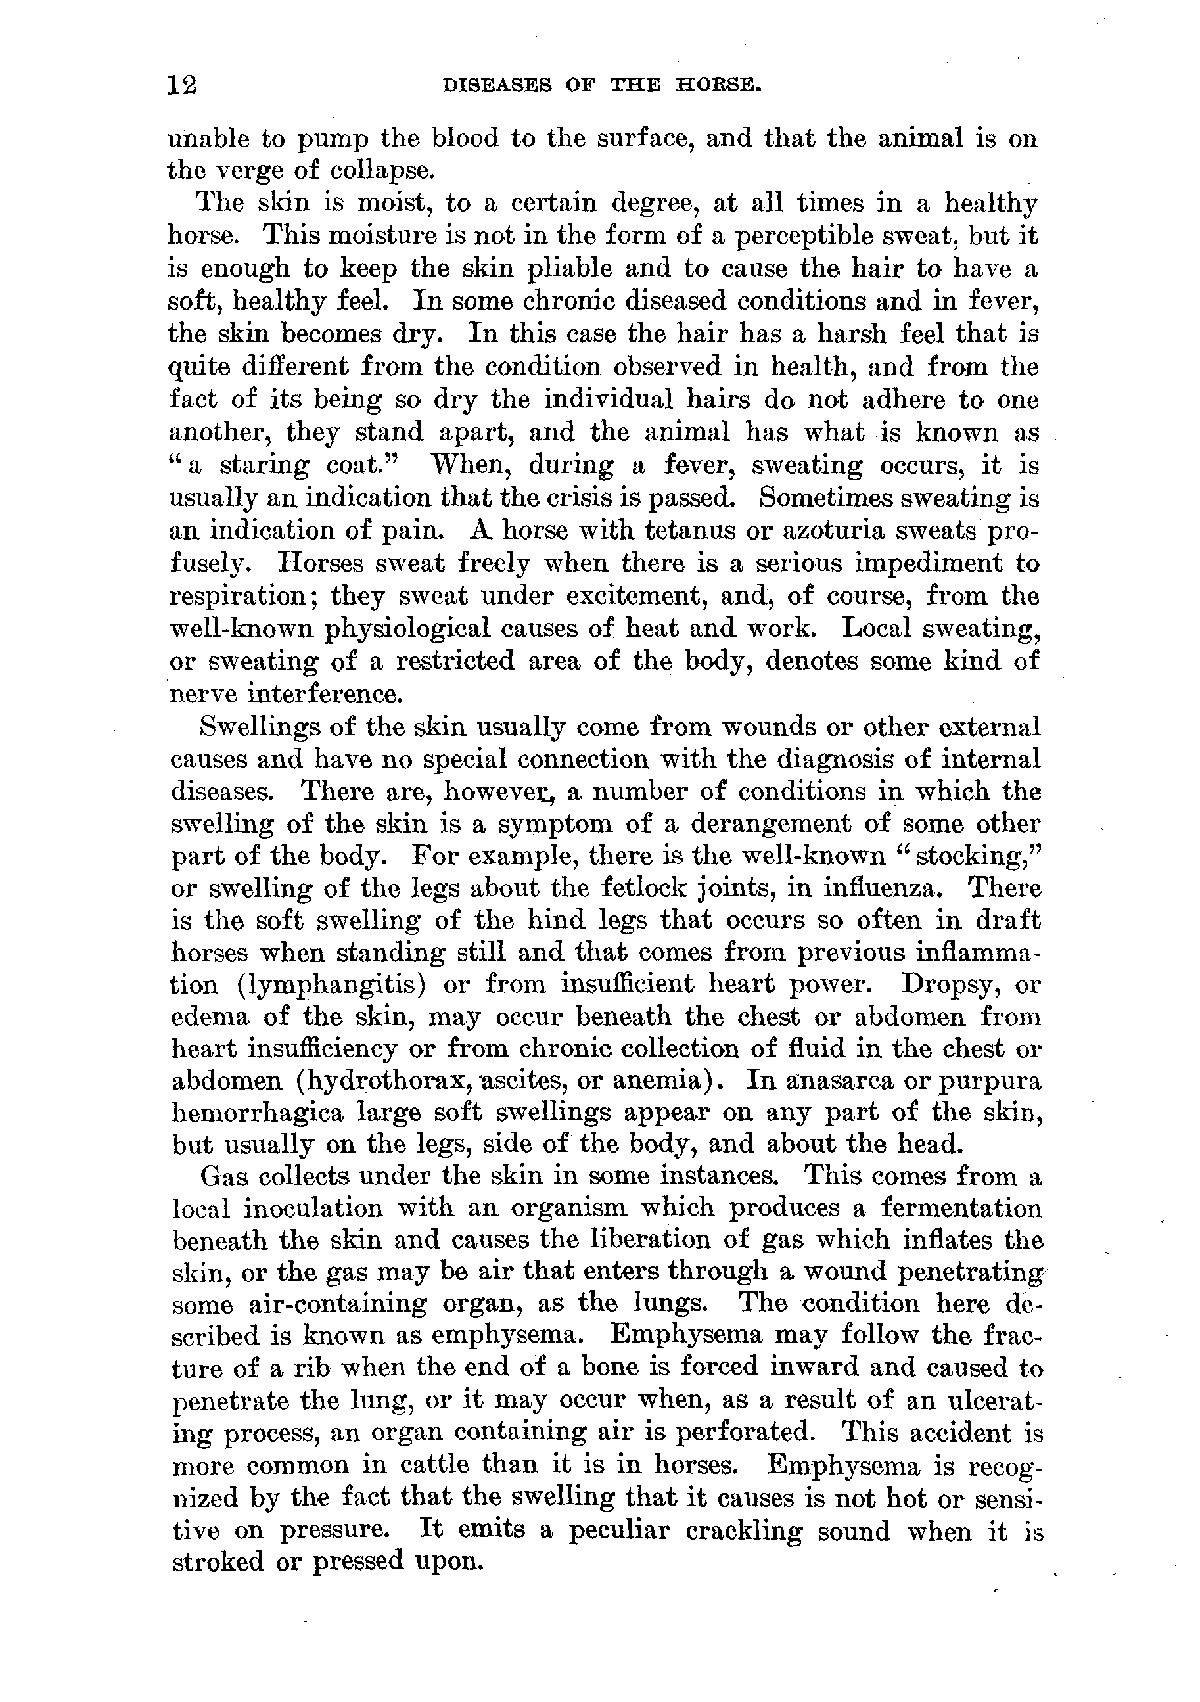 12 DISEASES OF THE HORSE.
unable to pump the blood to the surface, and that the animal is on
the verge of collapse.
The skin is moist, to a certain degree, at all times in a healthy
horse. This moisture is not in the form of a perceptible sweat, but it
is enough to keep the skin pliable and to cause the hair to have a
soft, healthy feel. In some chronic diseased conditions and in fever,
the skin becomes dry. In this case the hair has a harsh feel that is
quite different from the condition observed in health, and from the
fact of its being so dry the individual hairs do not adhere to one
another, they stand apart, and the animal has what is known as
"a staring coat." When, during a fever, sweating occurs, it is
usually an indication that the crisis is passed. Sometimes sweating is
an indication of pain. A horse with tetanus or azoturia sweats pro-
fusely. Horses sweat freely when there is a serious impediment to
respiration; they sweat under excitement, and, of course, from the
well-known physiological causes of heat and work. Local sweating,
or sweating of a restricted area of the body, denotes some kind of
nerve interference.
Swellings of the skin usually come from wounds or other external
causes and have no special connection with the diagnosis of internal
diseases. There are, however, a number of conditions in which the
swelling of the skin is a symptom of a derangement of some other
part of the body. For example, there is the well-known "stocking,"
or swelling of the legs about the fetlock joints, in influenza. There
is the soft swelling of the hind legs that occurs so often in draft
horses when standing still and that comes from previous inflamma-
tion (lymphangitis) or from insufficient heart power. Dropsy, or
edema of the skin, may occur beneath the chest or abdomen from
heart insufficiency or from chronic collection of fluid in the chest or
abdomen (hydrothorax, ascites, or anemia). In anasarca or purpura
hemorrhagica large soft swellings appear on any part of the skin,
but usually on the legs, side of the body, and about the head.
Gas collects under the skin in some instances. This comes from a
local inoculation with an organism which produces a fermentation
beneath the skin and causes the liberation of gas which inflates the
skin, or the gas may be air that enters through a wound penetrating
some air-containing organ, as the lungs. The condition here de-
scribed is known as emphysema. Emphysema may follow the frac-
ture of a rib when the end of a bone is forced inward and caused to
penetrate the lung, or it may occur when, as a result of an ulcerat-
ing process, an organ containing air is perforated. This accident is
more common in cattle than it is in horses. Emphysema is recog-
nized by the fact that the swelling that it causes is not hot or sensi-
tive on pressure. It emits a peculiar crackling sound when it is
stroked or pressed upon.